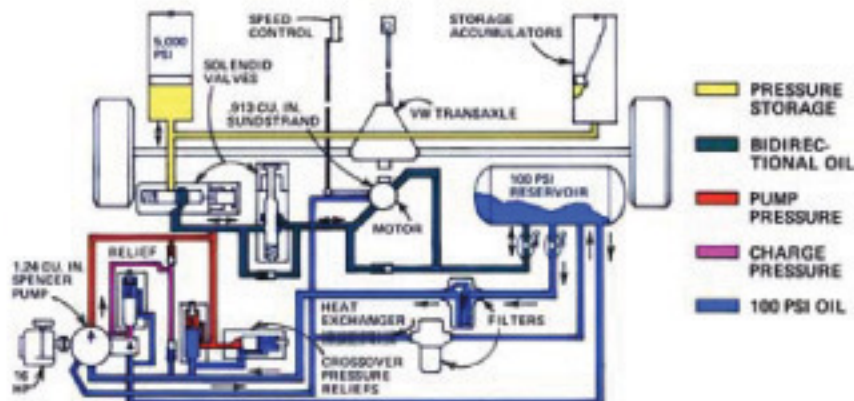 SPEED
CONTROL
STORAGE
ACCUMULATORS
5,000
PSI
SOLENOID
VALVES
.913 CU. IN.
SUNDSTRAND
VW TRANSAXLE
PRESSURE
STORAGE
BIDIREC-
TIONAL OIL
100 PSI
RESERVOIR
MOTOR
PUMP
PRESSURE
RELIEF
1.24 CU. IN.
SPENCER
PUMP
CHARGE
PRESSURE
100 PSI OIL
HEAT
EXCHANGER
FILTERS
CROSSOVER
PRESSURE
RELIEFS
16
HP